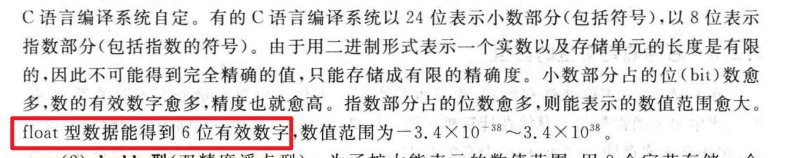 C语言编译系统自定。有的C语言编译系统以24位表示小数部分(包括符号),以8位表示
指数部分(包括指数的符号)。由于用二进制形式表示一个实数以及存储单元的长度是有限
的,因此不可能得到完全精确的值,只能存储成有限的精确度。小数部分占的位(bit)数愈
多,数的有效数字愈多,精度也就愈高。指数部分占的位数愈多,则能表示的数值范围愈大。
float 型数据能得到6位有效数字,数值范围为−3.4×10⁻³⁸~3.4×10³⁸。